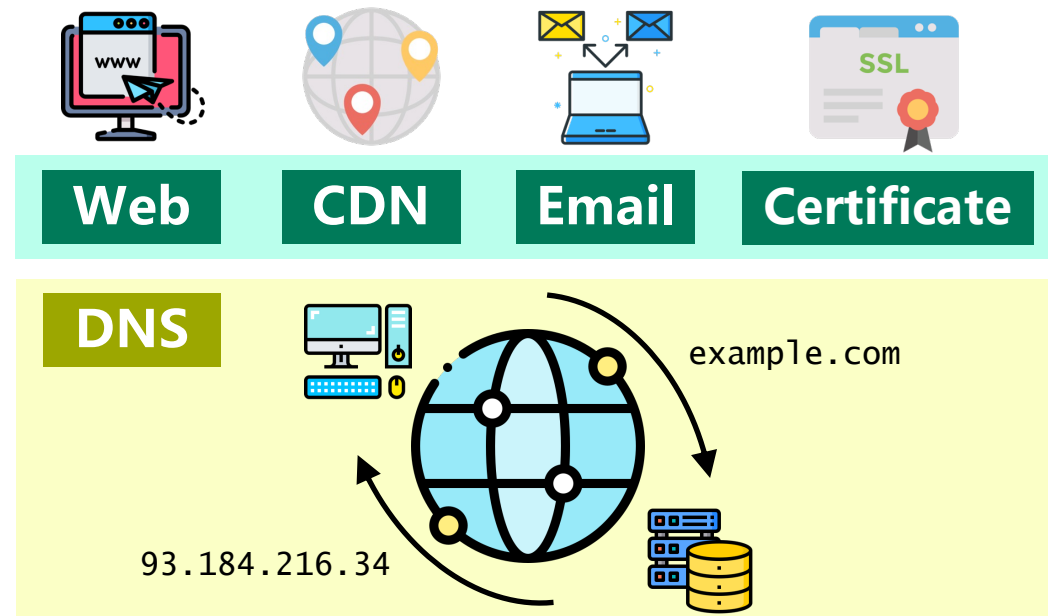 www
SSL
Web CDN Email Certificate
DNS
example.com
93.184.216.34